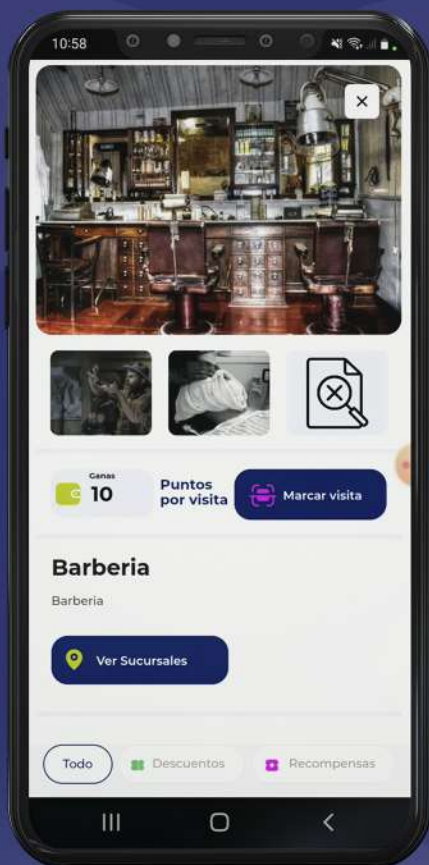 10:58
Ganas
10
Puntos
por visita
Marcar visita
Barberia
Barberia
Ver Sucursales
Todo
Descuentos
Recompensas